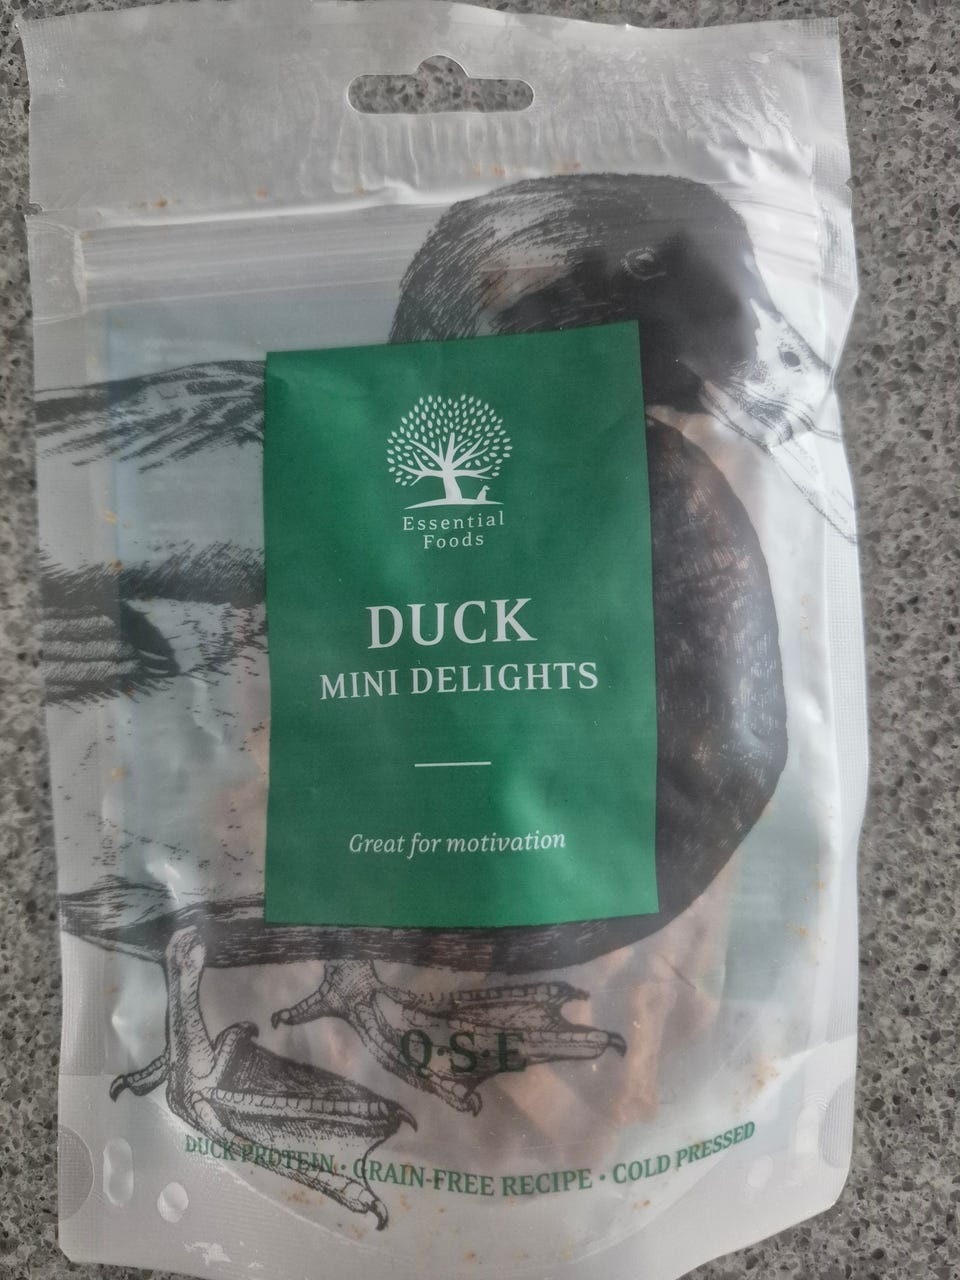 Essential
Foods
DUCK
MINI DELIGHTS
Great for motivation
Q·S·E
DUCK PROTEIN · GRAIN-FREE RECIPE · COLD PRESSED